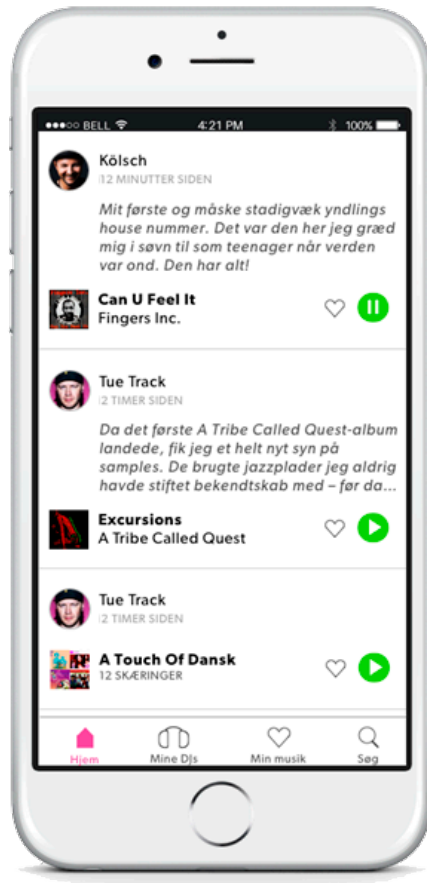 BELL 4:21 PM 100%
Kölsch
12 MINUTTER SIDEN
Mit første og måske stadigvæk yndlings
house nummer. Det var den her jeg græd
mig i søvn til som teenager når verden
var ond. Den har alt!
Can U Feel It
Fingers Inc.
Tue Track
2 TIMER SIDEN
Da det første A Tribe Called Quest-album
landede, fik jeg et helt nyt syn på
samples. De brugte jazzplader jeg aldrig
havde stiftet bekendtskab med – før da...
Excursions
A Tribe Called Quest
Tue Track
2 TIMER SIDEN
A Touch Of Dansk
12 SKÆRINGER
Hjem Mine DJs Min musik Søg